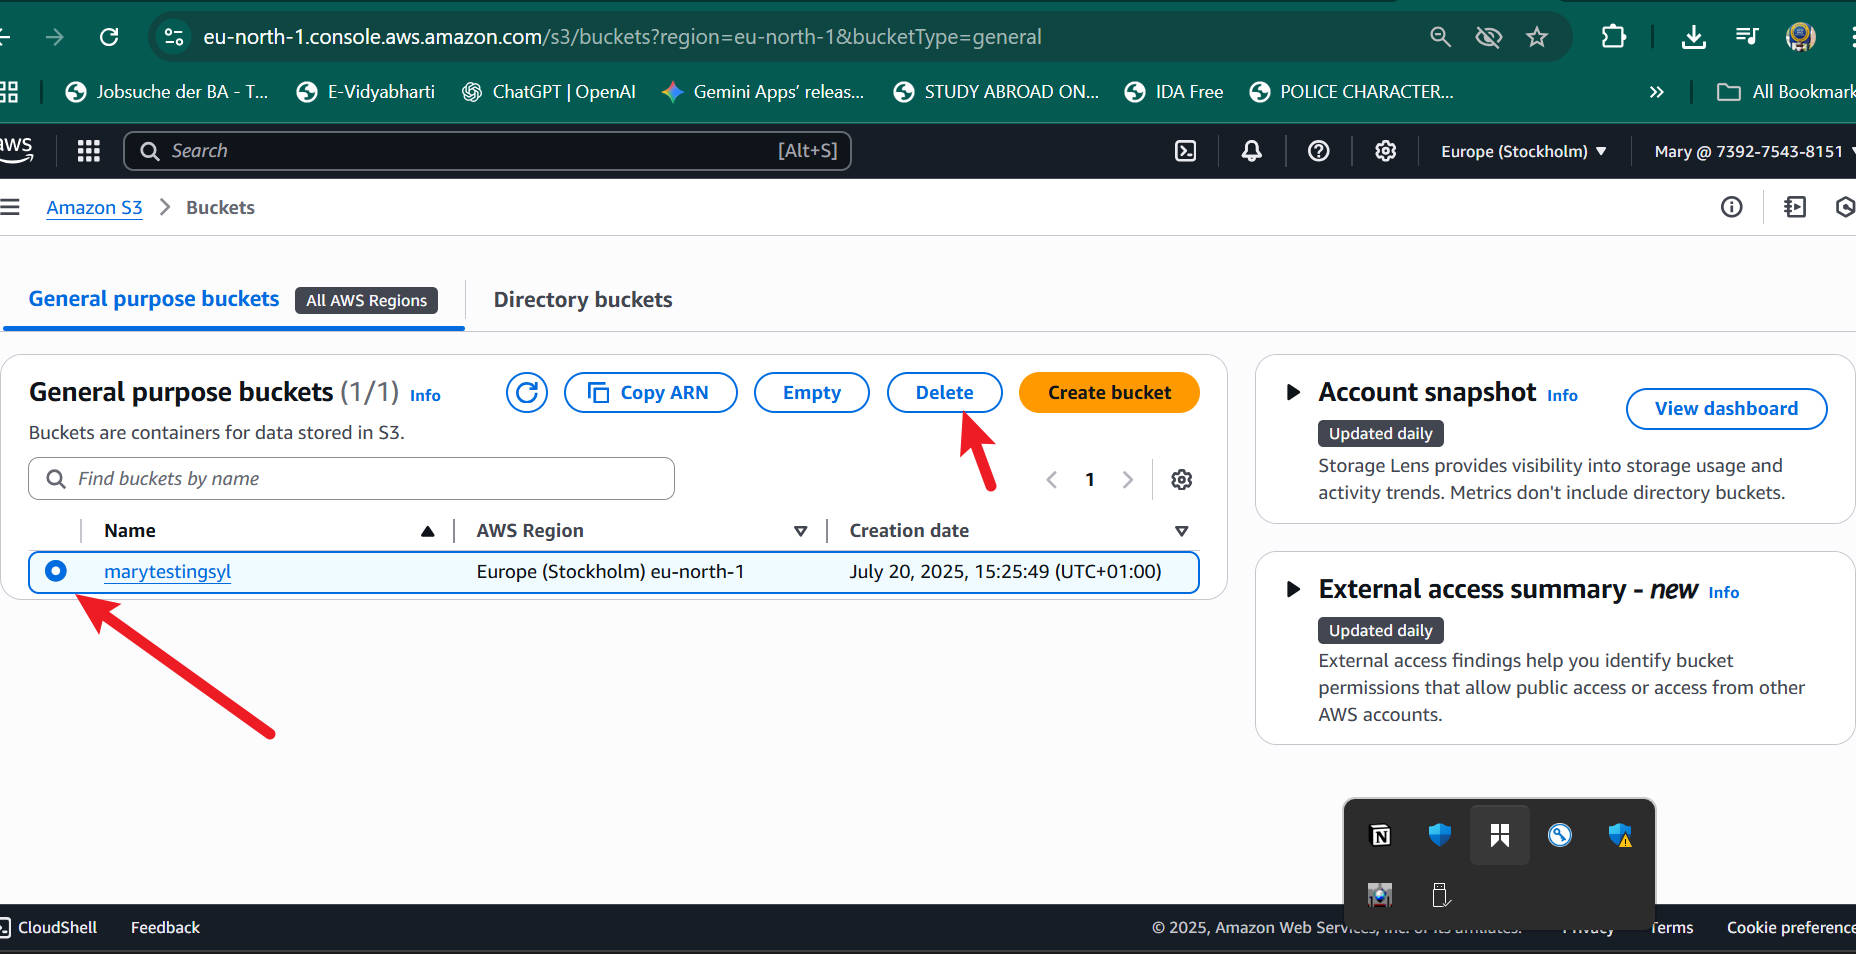 eu-north-1.console.aws.amazon.com/s3/buckets?region=eu-north-1&bucketType=general
Jobsuche der BA - T... E-Vidyabharti ChatGPT | OpenAI Gemini Apps’ releas... STUDY ABROAD ON... IDA Free POLICE CHARACTER... » All Bookmark
aws Search [Alt+S] Europe (Stockholm) Mary @ 7392-7543-8151
Amazon S3 > Buckets
General purpose buckets All AWS Regions Directory buckets
General purpose buckets (1/1) Info Copy ARN Empty Delete Create bucket
Buckets are containers for data stored in S3.
Find buckets by name 1
Name AWS Region Creation date
marytestingsyl Europe (Stockholm) eu-north-1 July 20, 2025, 15:25:49 (UTC+01:00)
Account snapshot Info View dashboard
Updated daily
Storage Lens provides visibility into storage usage and
activity trends. Metrics don't include directory buckets.
External access summary - new Info
Updated daily
External access findings help you identify bucket
permissions that allow public access or access from other
AWS accounts.
CloudShell Feedback © 2025, Amazon Web Services, Inc. or its affiliates. Privacy Terms Cookie preference